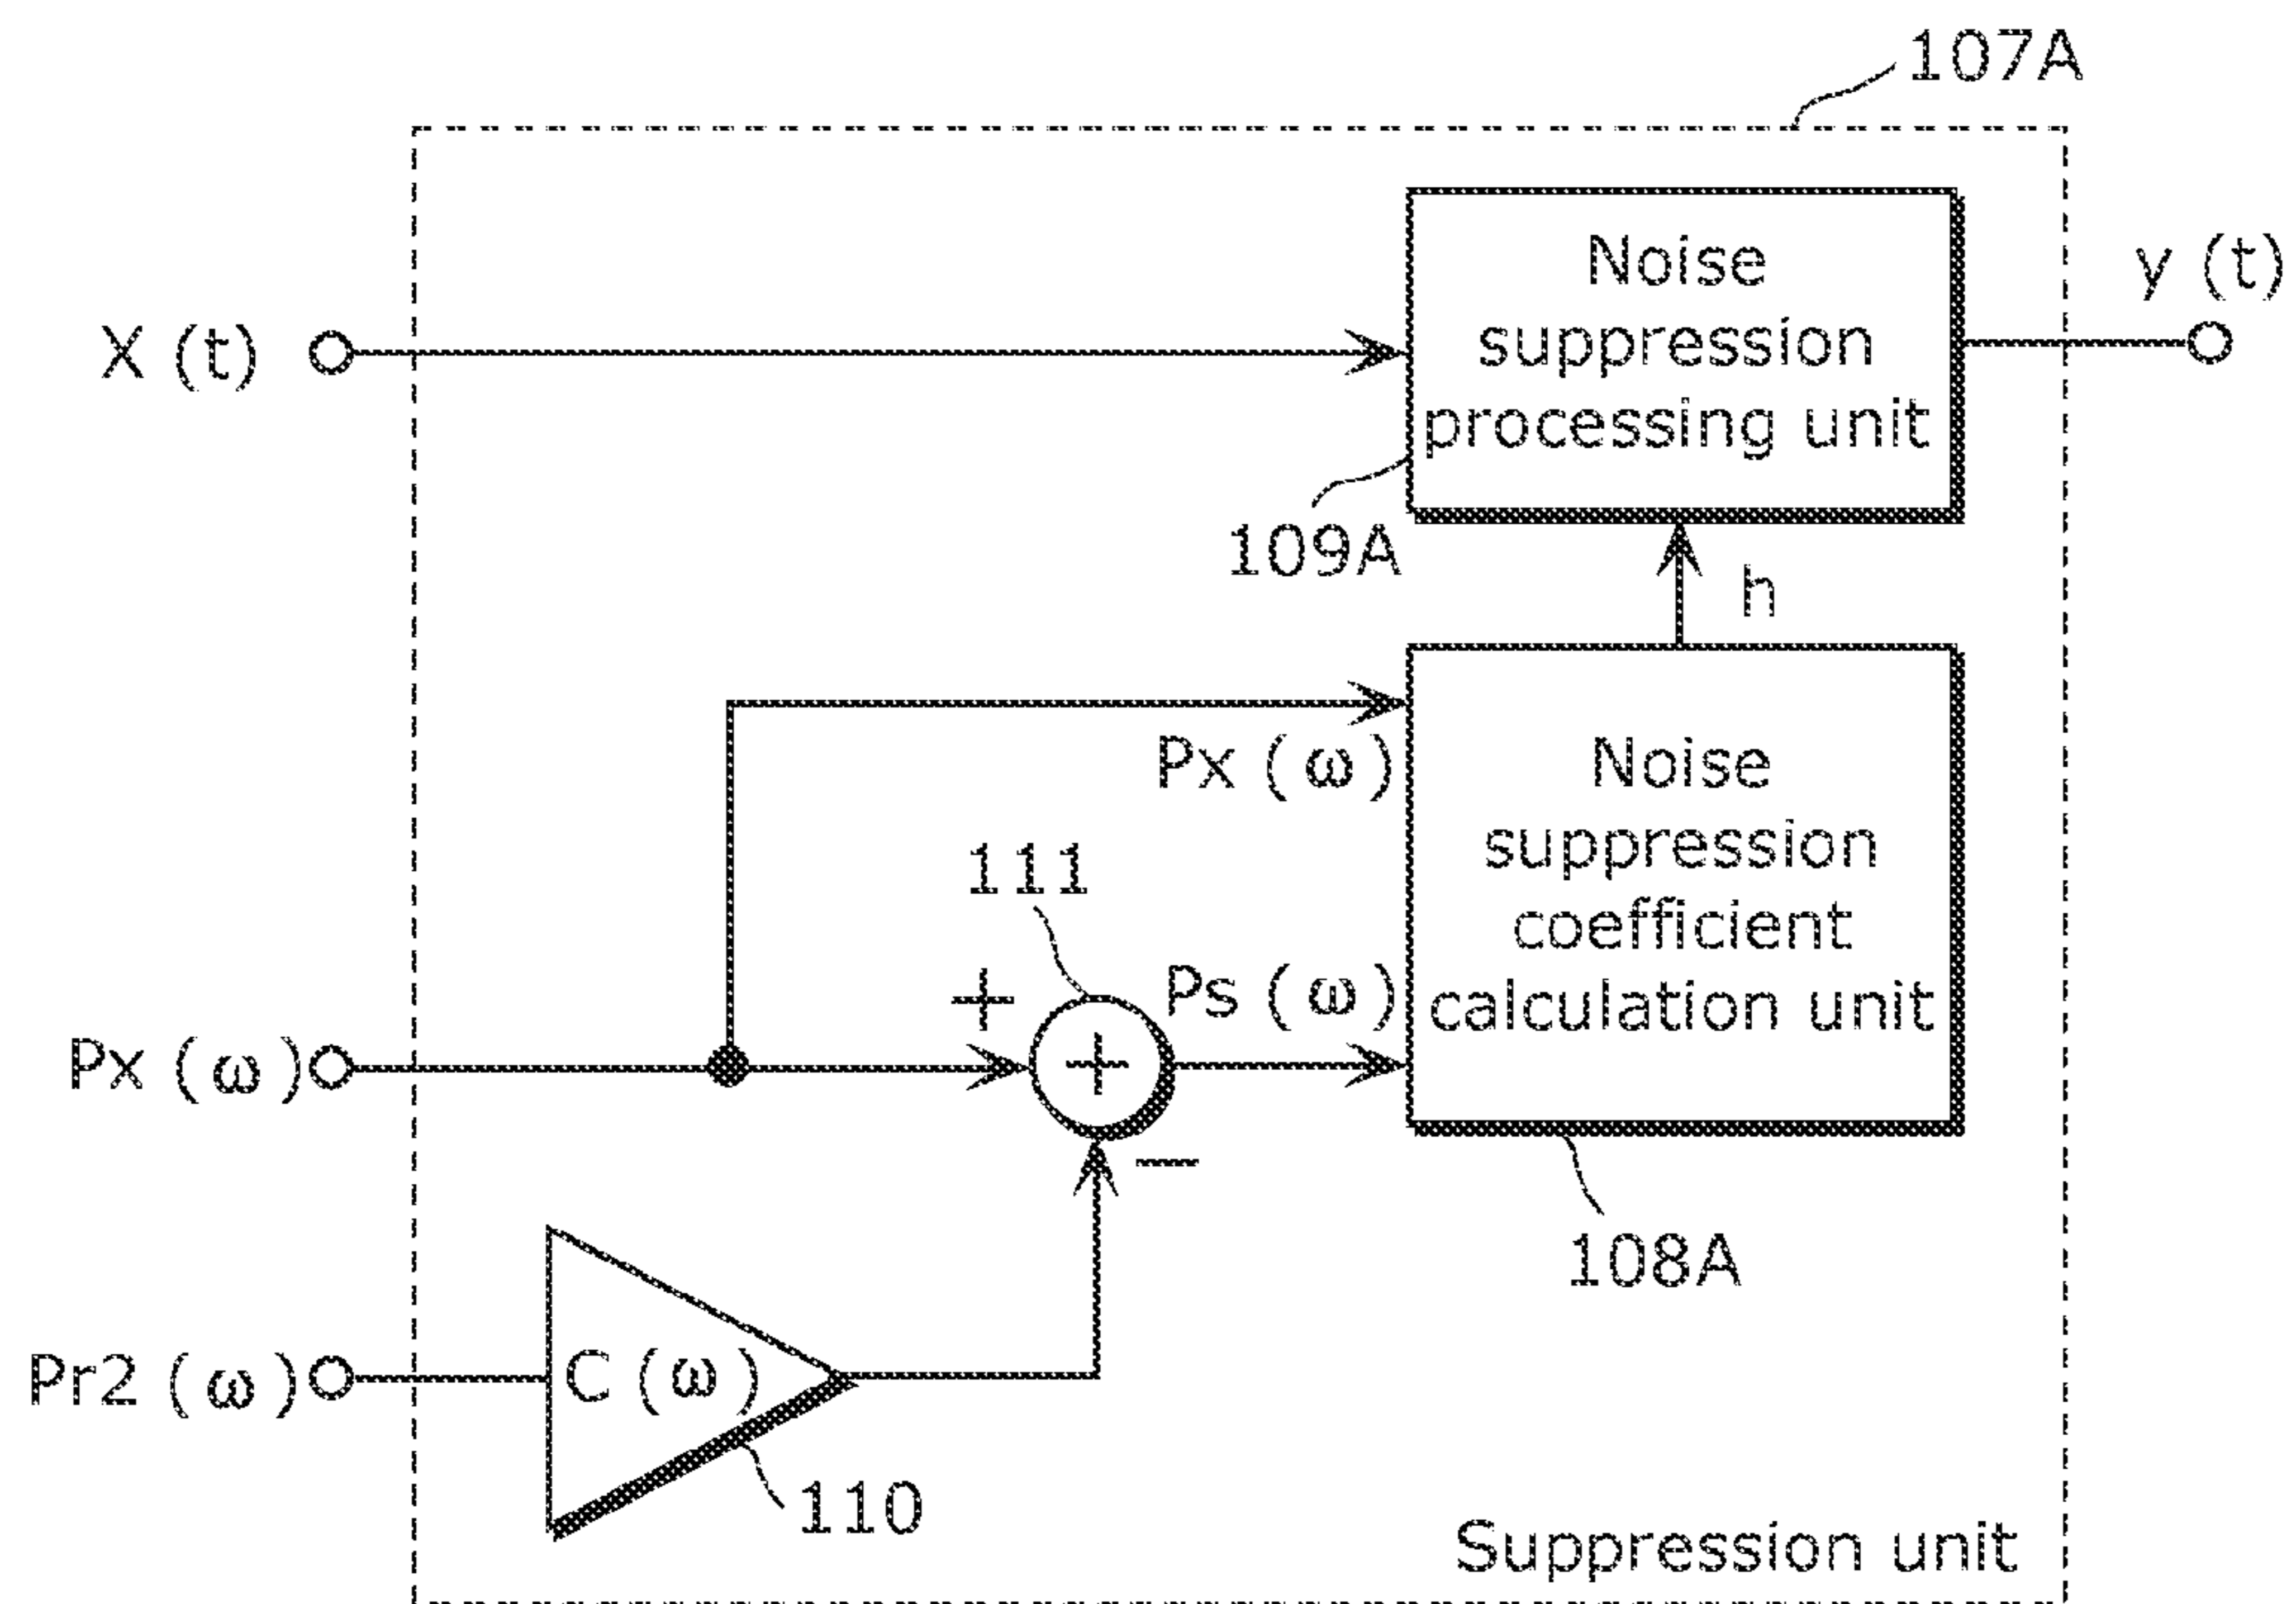 107A
Noise
suppression
processing unit
y (t)
X (t)
109A
h
Px (ω)
Noise
suppression
coefficient
calculation unit
111
+
Ps (ω)
Px (ω)
+
−
108A
Pr2 (ω)
C (ω)
110
Suppression unit